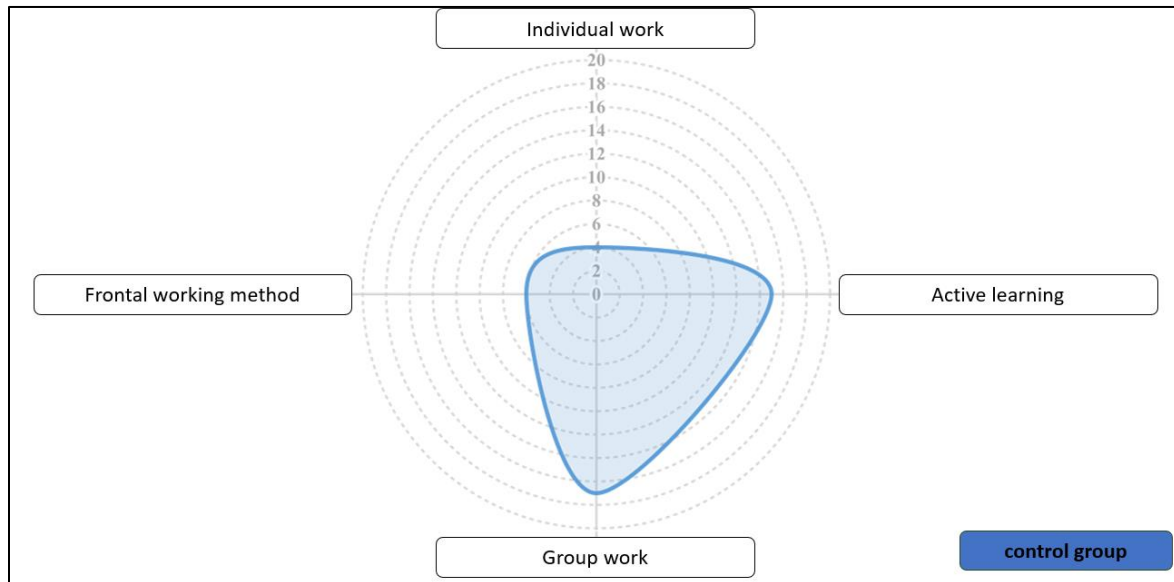 Individual work
20
18
16
14
12
10
8
6
4
2
0
Frontal working method
Active learning
Group work
control group